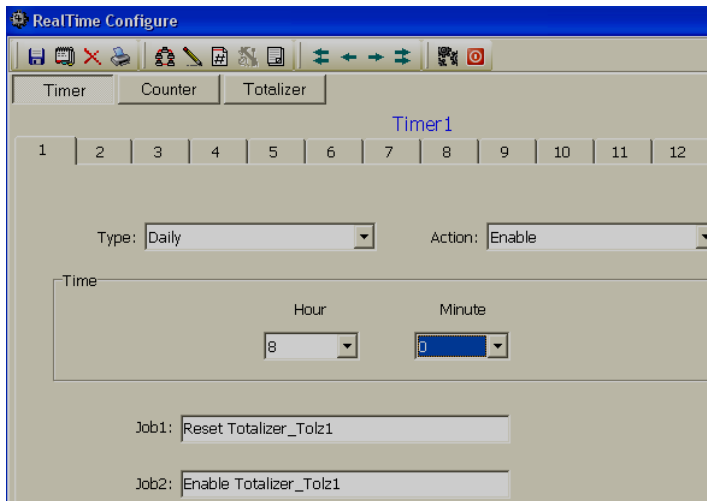 RealTime Configure
Timer Counter Totalizer
Timer1
1 2 3 4 5 6 7 8 9 10 11 12
Type: Daily Action: Enable
Time
Hour Minute
8 0
Job1: Reset Totalizer_Tolz1
Job2: Enable Totalizer_Tolz1